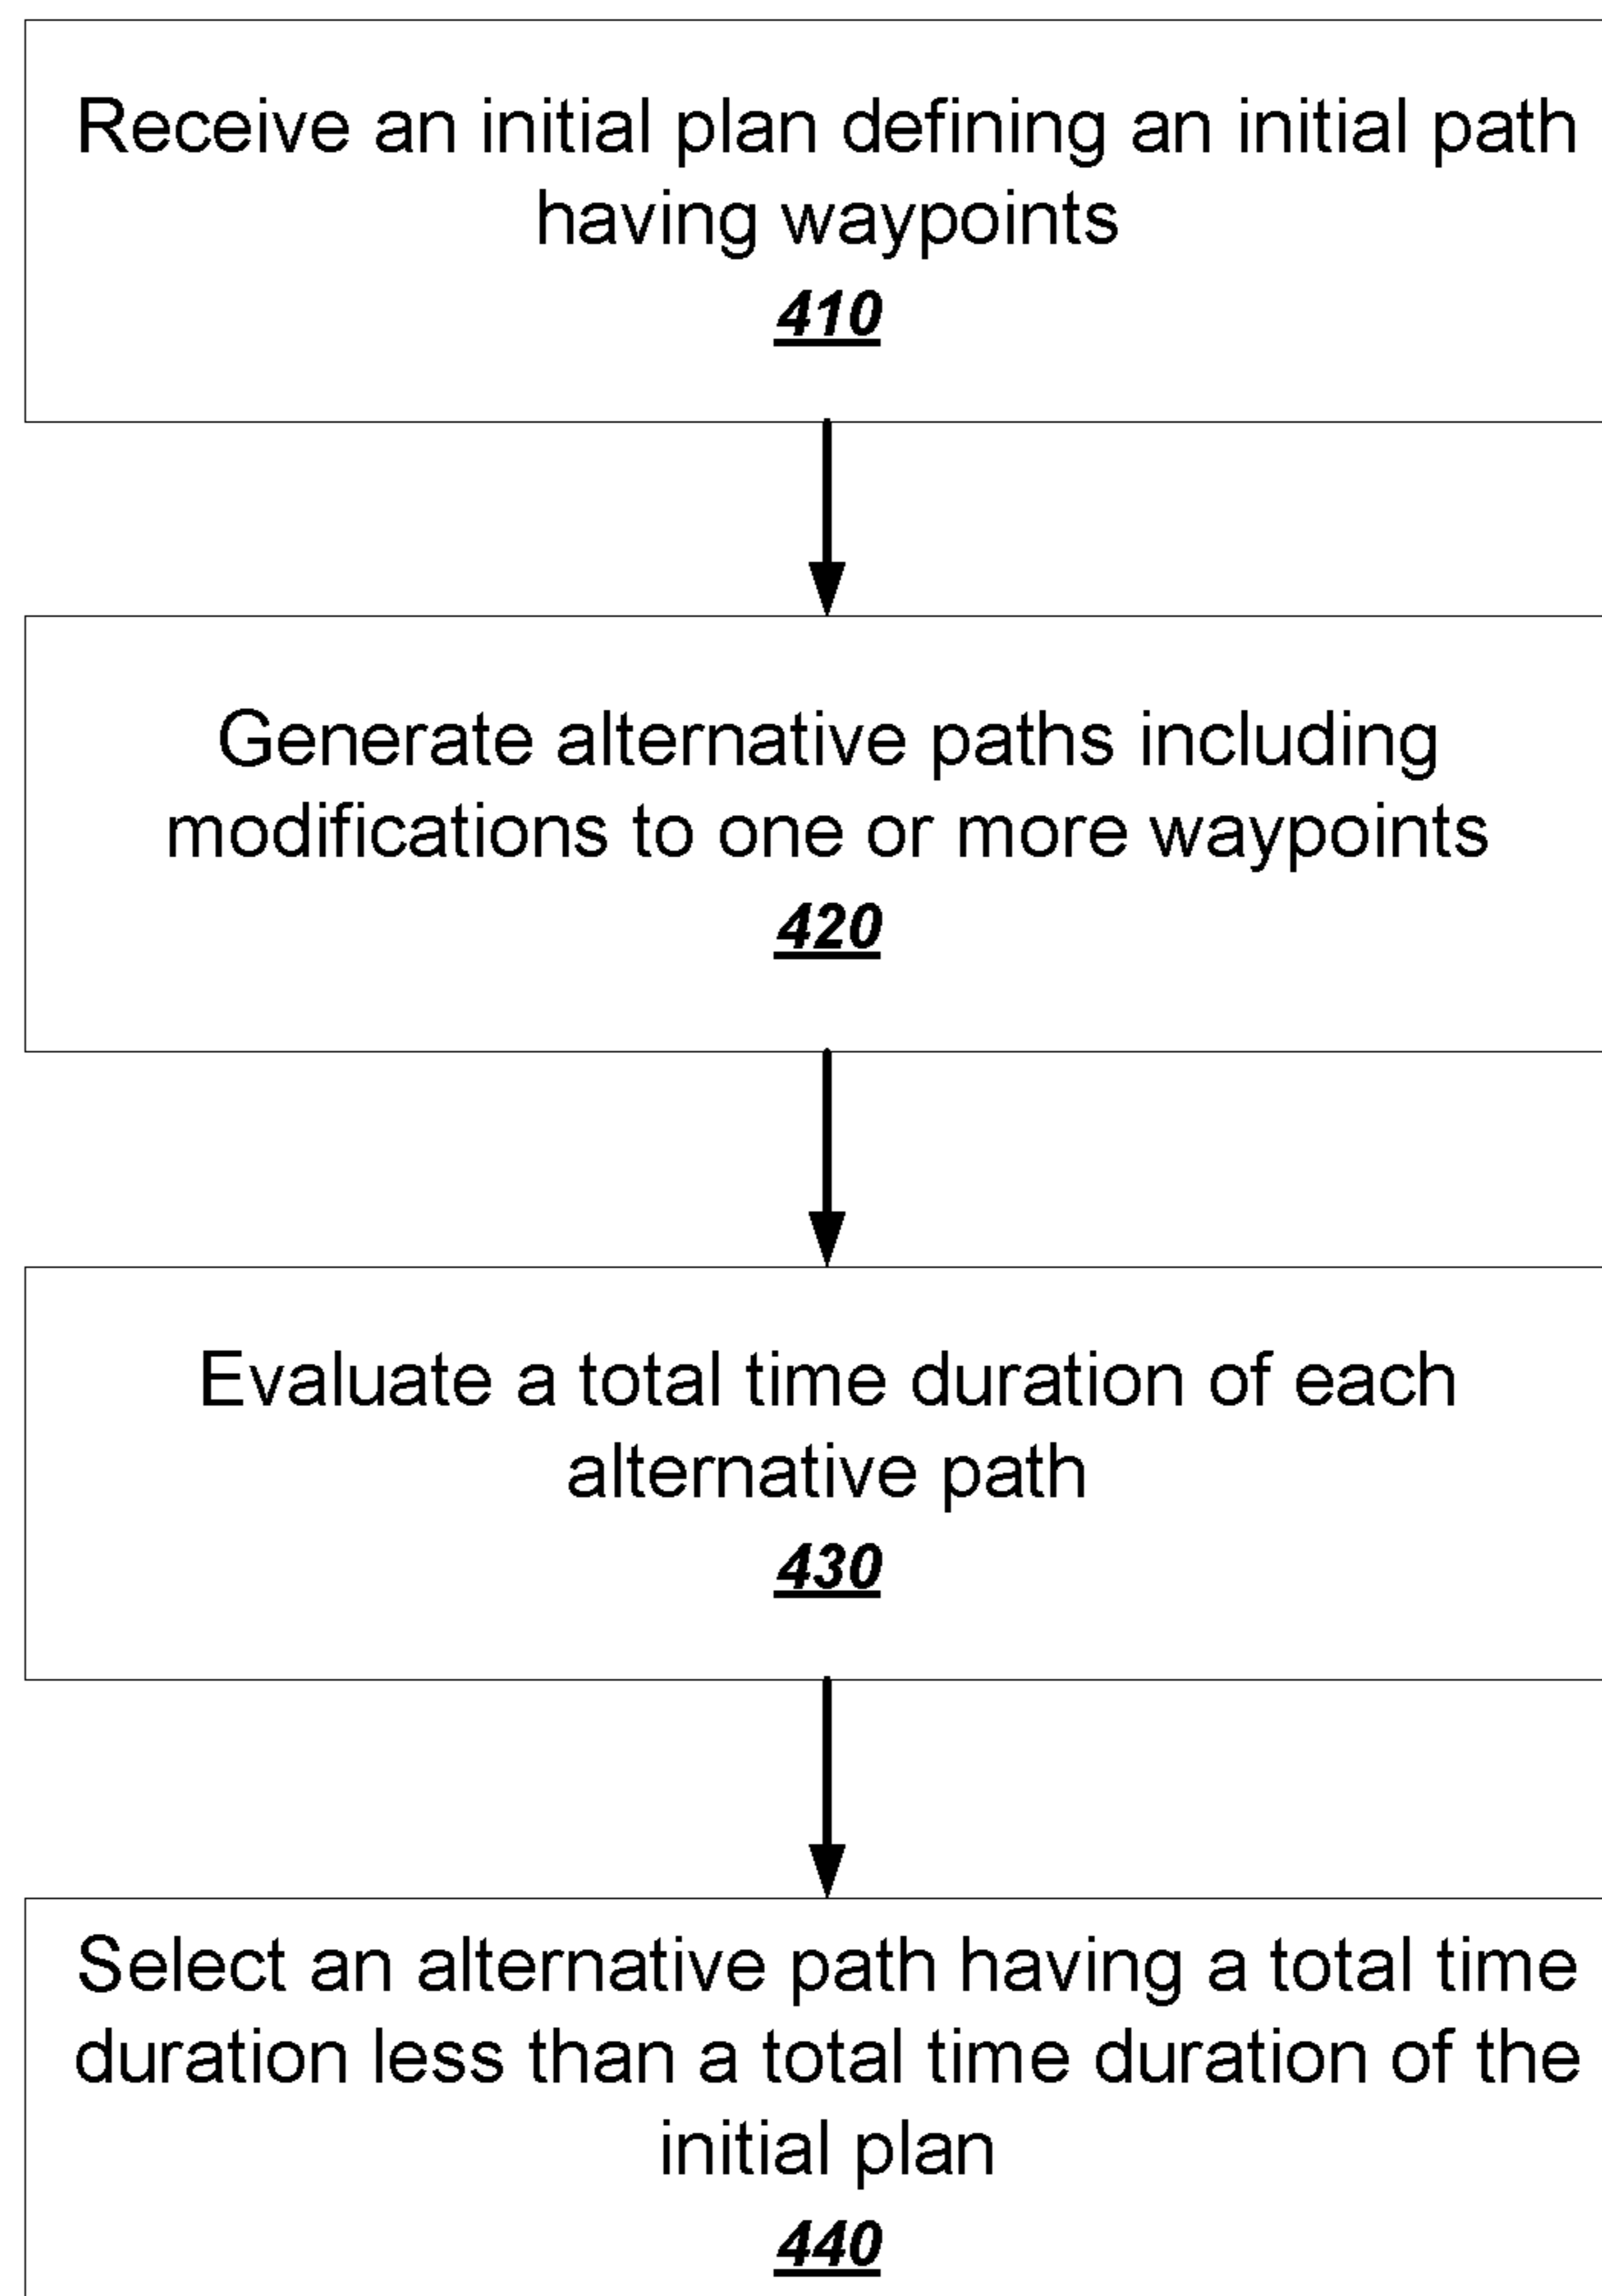 Receive an initial plan defining an initial path
having waypoints
410
Generate alternative paths including
modifications to one or more waypoints
420
Evaluate a total time duration of each
alternative path
430
Select an alternative path having a total time
duration less than a total time duration of the
initial plan
440